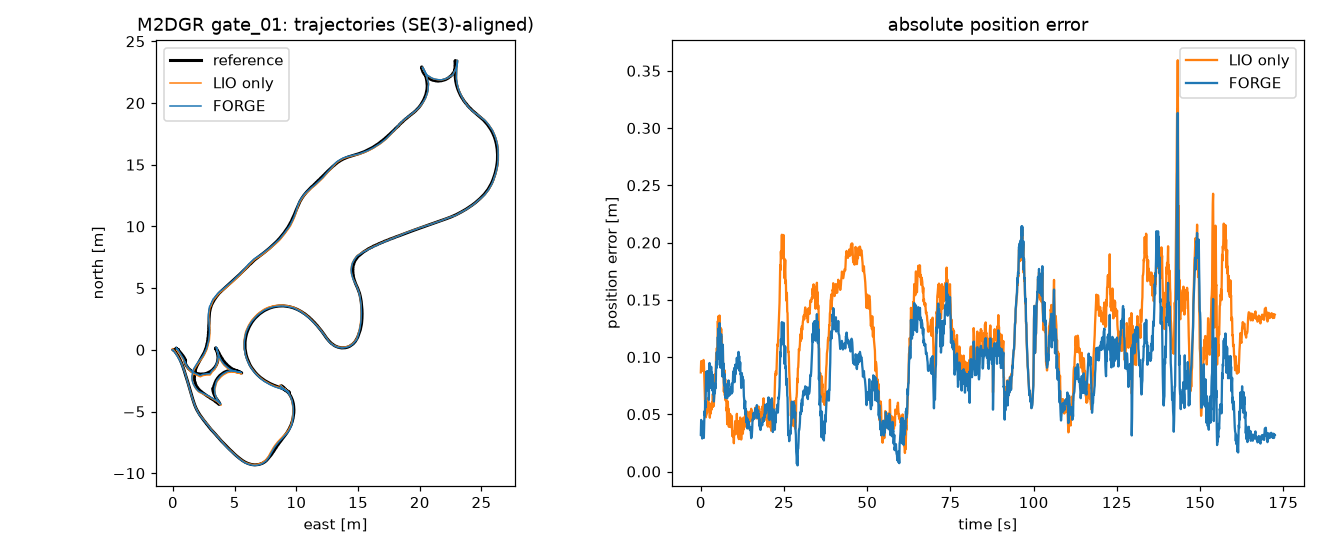 M2DGR gate_01: trajectories (SE(3)-aligned)
25
20
15
10
5
0
−5
−10
north [m]
reference
LIO only
FORGE
0
5
10
15
20
25
east [m]
absolute position error
0.35
0.30
0.25
0.20
0.15
0.10
0.05
0.00
position error [m]
LIO only
FORGE
0
25
50
75
100
125
150
175
time [s]